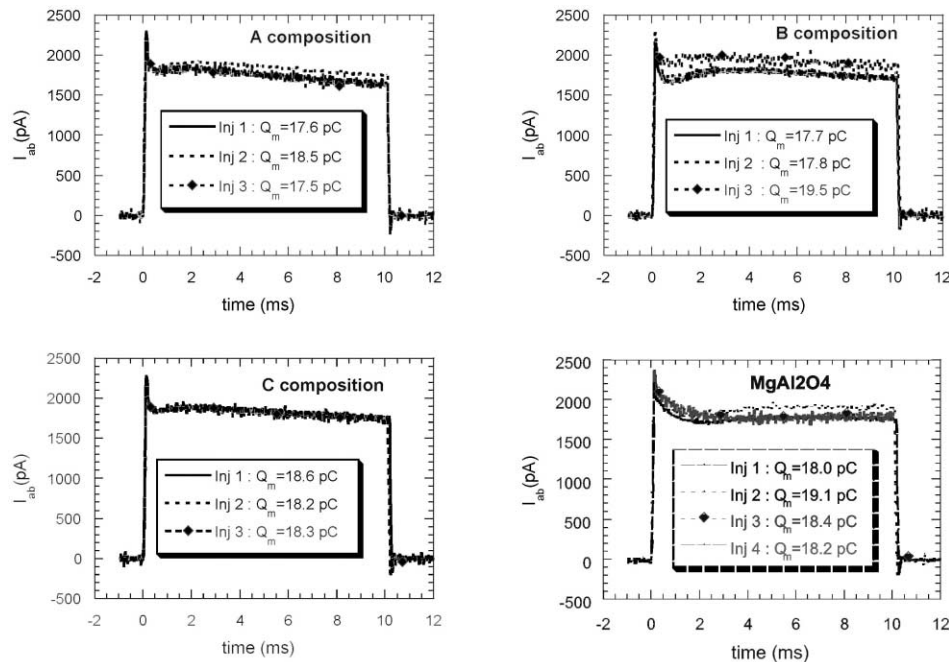 A composition
2500
2000
1500
1000
500
0
-500
I_ab(pA)
Inj 1 : Q_m=17.6 pC
Inj 2 : Q_m=18.5 pC
Inj 3 : Q_m=17.5 pC
-2 0 2 4 6 8 10 12
time (ms)
B composition
2500
2000
1500
1000
500
0
-500
I_ab(pA)
Inj 1 : Q_m=17.7 pC
Inj 2 : Q_m=17.8 pC
Inj 3 : Q_m=19.5 pC
-2 0 2 4 6 8 10 12
time (ms)
C composition
2500
2000
1500
1000
500
0
-500
I_ab(pA)
Inj 1 : Q_m=18.6 pC
Inj 2 : Q_m=18.2 pC
Inj 3 : Q_m=18.3 pC
-2 0 2 4 6 8 10 12
time (ms)
MgAl2O4
2500
2000
1500
1000
500
0
-500
I_ab(pA)
Inj 1 : Q_m=18.0 pC
Inj 2 : Q_m=19.1 pC
Inj 3 : Q_m=18.4 pC
Inj 4 : Q_m=18.2 pC
-2 0 2 4 6 8 10 12
time (ms)